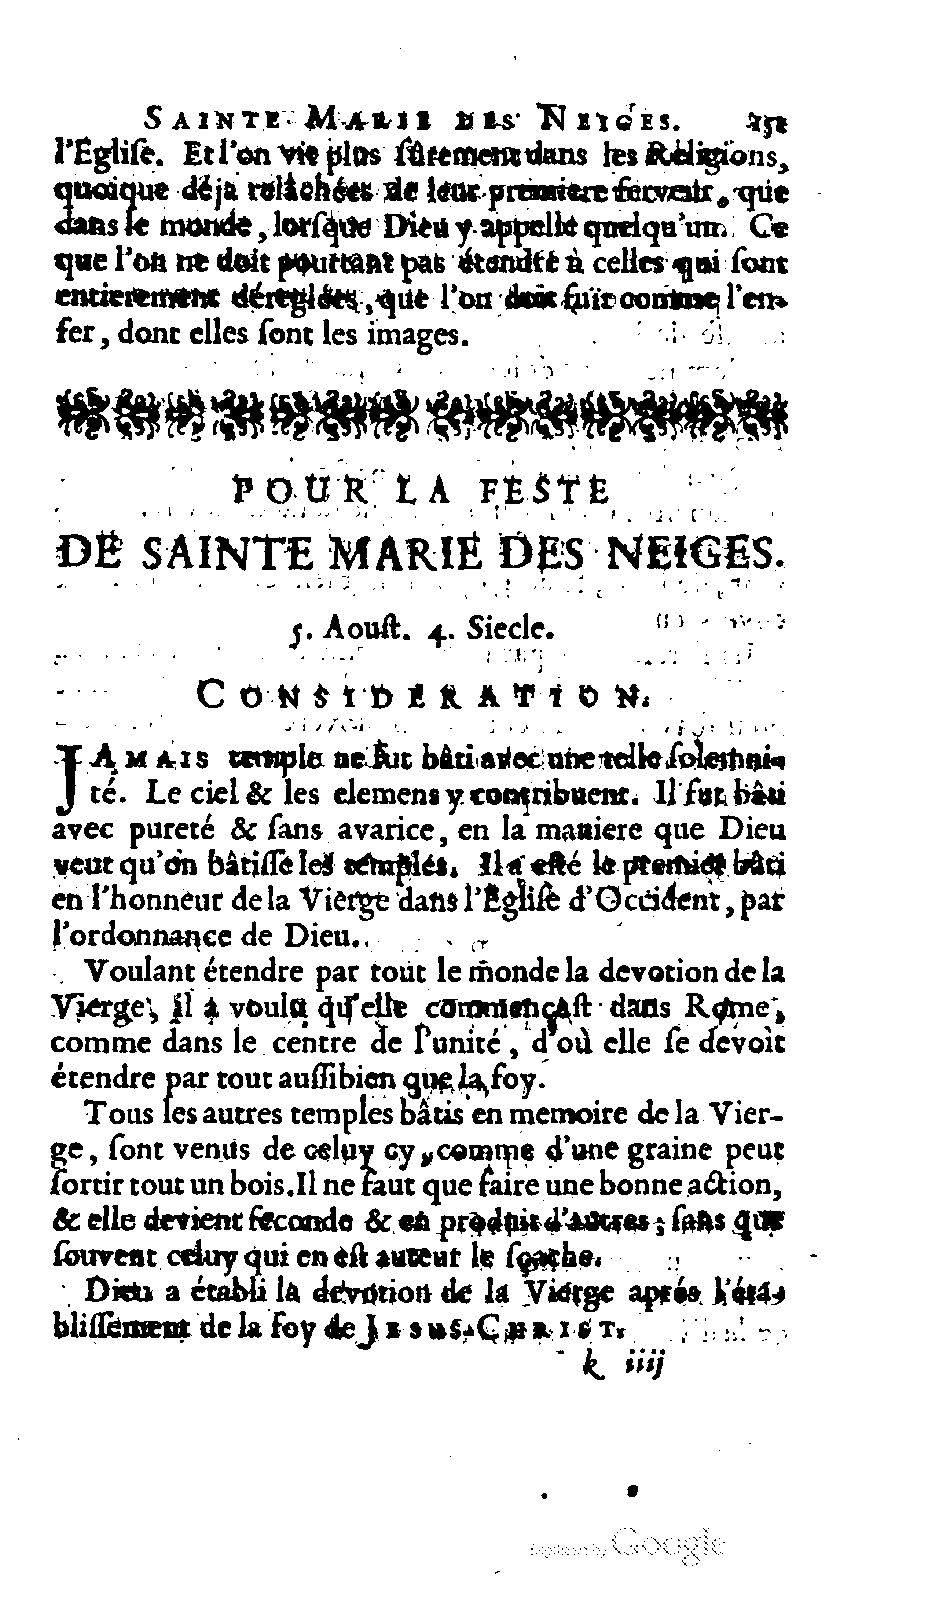 SAINTE MARIE DES NEIGES. 151
l'Egliſe. Et l'on vie plus ſûrement dans les Religions,
quoique déja relâchées de leur premiere ferveur, que
dans le monde, lorſque Dieu y appelle quelqu'un. Ce
que l'on ne doit pourtant pas étendre à celles qui ſont
entierement déreglées, que l'on doit fuir comme l'en-
fer, dont elles ſont les images.
POUR LA FESTE
DE SAINTE MARIE DES NEIGES.
5. Aouſt. 4. Siecle.
CONSIDERATION.
JAMAIS temple ne fut bâti avec une telle ſolemni-
té. Le ciel & les elemens y contribuent. Il fut bâti
avec pureté & ſans avarice, en la maniere que Dieu
veut qu'on bâtiſſe les temples. Il a eſté le premier bâti
en l'honneur de la Vierge dans l'Egliſe d'Occident, par
l'ordonnance de Dieu.
Voulant étendre par tout le monde la devotion de la
Vierge, il a voulu qu'elle commençaſt dans Rome,
comme dans le centre de l'unité, d'où elle ſe devoit
étendre par tout auſſibien que la foy.
Tous les autres temples bâtis en memoire de la Vier-
ge, ſont venus de celuy cy, comme d'une graine peut
ſortir tout un bois. Il ne faut que faire une bonne action,
& elle devient feconde & en produit d'autres; ſans que
ſouvent celuy qui en eſt auteur le ſçache.
Dieu a établi la devotion de la Vierge aprés l'éta-
bliſſement de la foy de JESUS-CHRIST.
k iiij
Digitized by Google